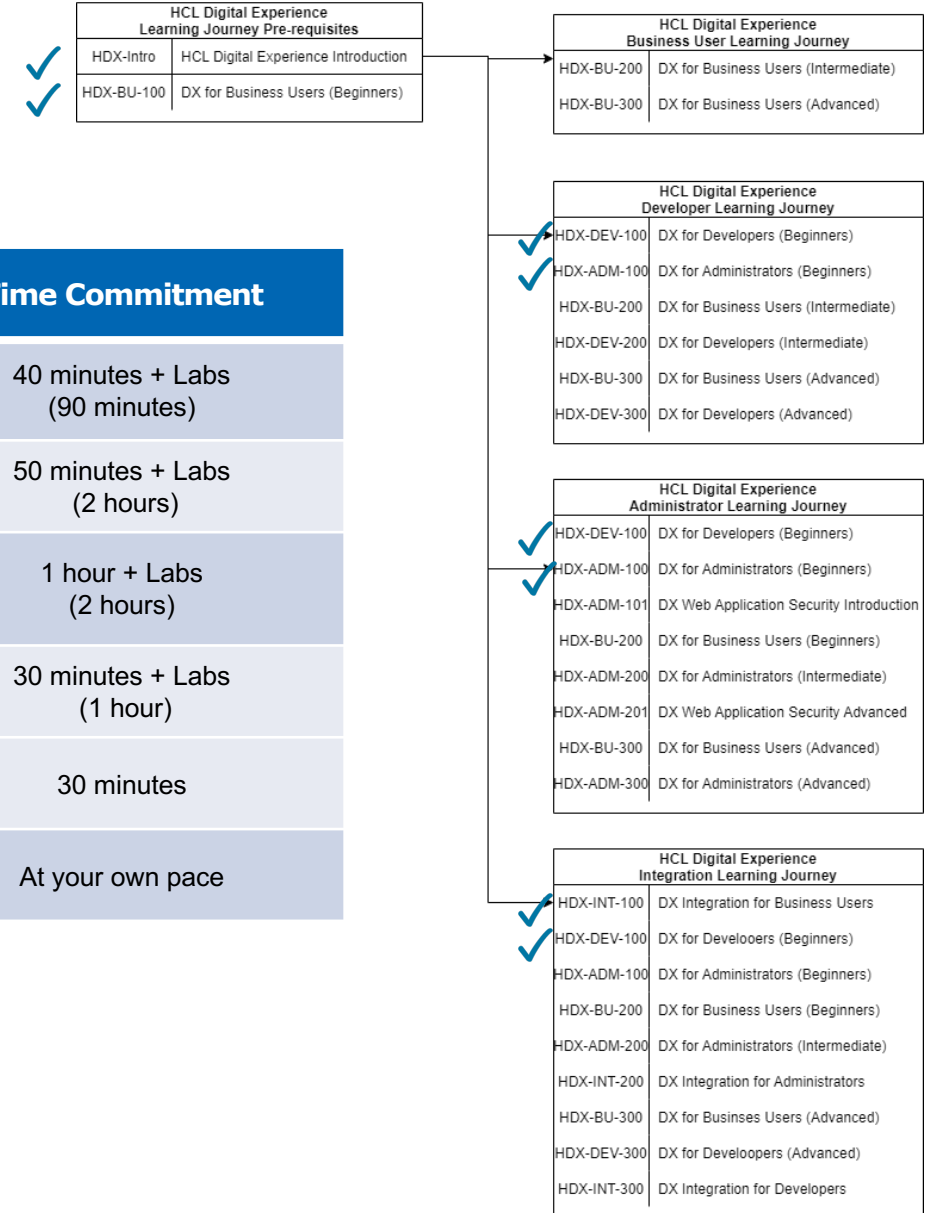 HCL Digital Experience
Learning Journey Pre-requisites
HDX-Intro HCL Digital Experience Introduction
HDX-BU-100 DX for Business Users (Beginners)
HCL Digital Experience
Business User Learning Journey
HDX-BU-200 DX for Business Users (Intermediate)
HDX-BU-300 DX for Business Users (Advanced)
HCL Digital Experience
Developer Learning Journey
HDX-DEV-100 DX for Developers (Beginners)
HDX-ADM-100 DX for Administrators (Beginners)
HDX-BU-200 DX for Business Users (Intermediate)
HDX-DEV-200 DX for Developers (Intermediate)
HDX-BU-300 DX for Business Users (Advanced)
HDX-DEV-300 DX for Developers (Advanced)
ime Commitment
40 minutes + Labs
(90 minutes)
50 minutes + Labs
(2 hours)
1 hour + Labs
(2 hours)
30 minutes + Labs
(1 hour)
30 minutes
At your own pace
HCL Digital Experience
Administrator Learning Journey
HDX-DEV-100 DX for Developers (Beginners)
HDX-ADM-100 DX for Administrators (Beginners)
HDX-ADM-101 DX Web Application Security Introduction
HDX-BU-200 DX for Business Users (Beginners)
HDX-ADM-200 DX for Administrators (Intermediate)
HDX-ADM-201 DX Web Application Security Advanced
HDX-BU-300 DX for Business Users (Advanced)
HDX-ADM-300 DX for Administrators (Advanced)
HCL Digital Experience
Integration Learning Journey
HDX-INT-100 DX Integration for Business Users
HDX-DEV-100 DX for Develooers (Beginners)
HDX-ADM-100 DX for Administrators (Beginners)
HDX-BU-200 DX for Business Users (Beginners)
HDX-ADM-200 DX for Administrators (Intermediate)
HDX-INT-200 DX Integration for Administrators
HDX-BU-300 DX for Businses Users (Advanced)
HDX-DEV-300 DX for Develoopers (Advanced)
HDX-INT-300 DX Integration for Developers